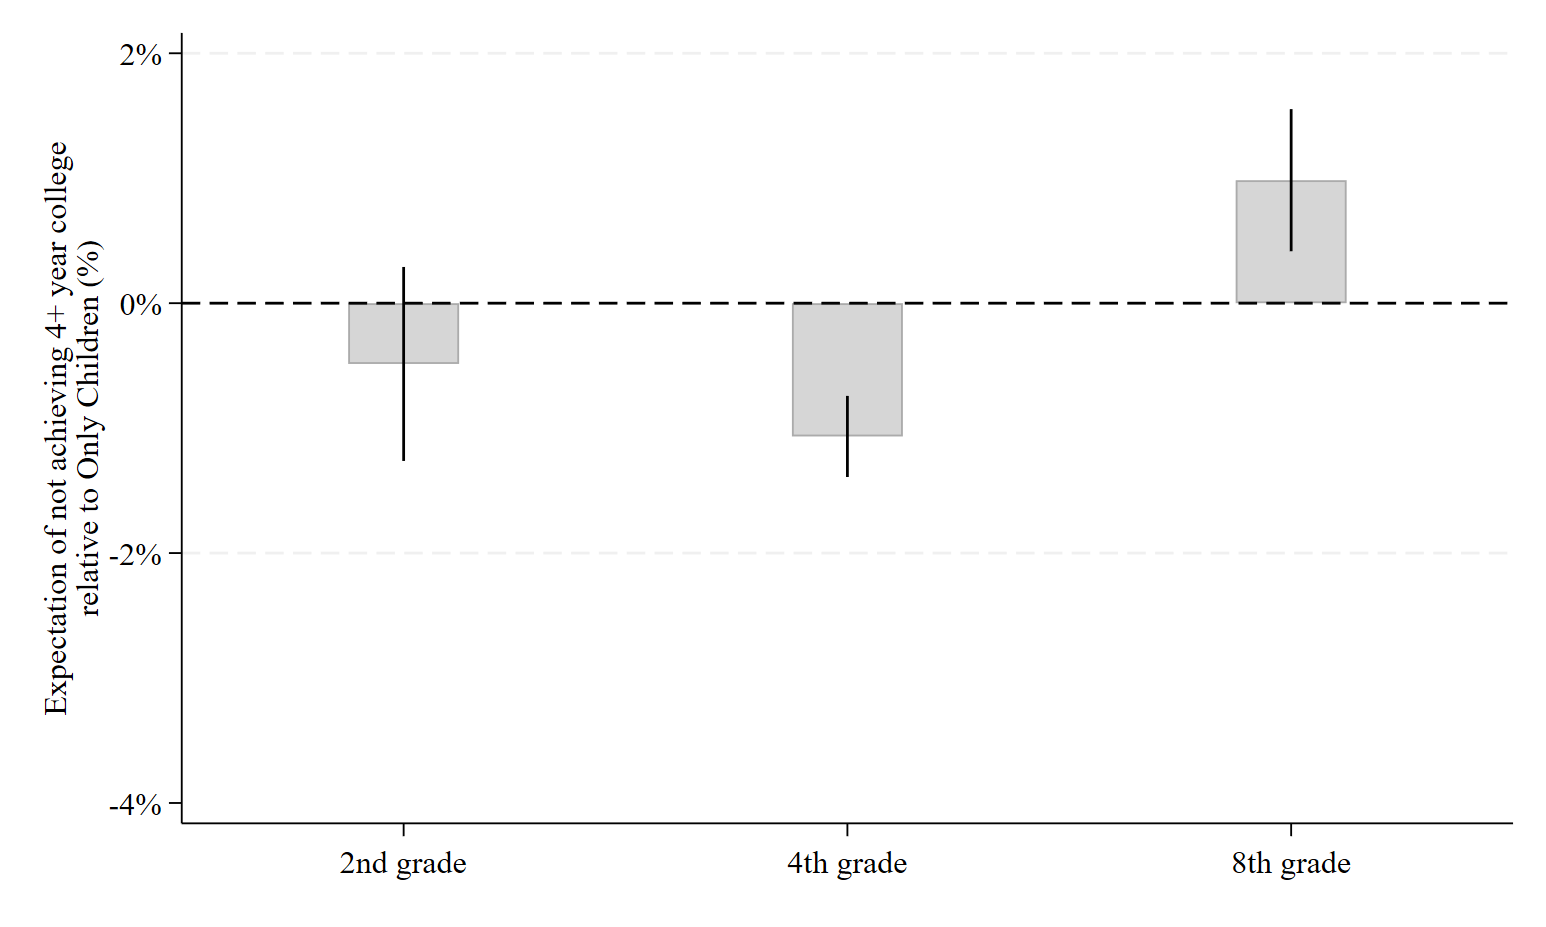 Expectation of not achieving 4+ year college
relative to Only Children (%)
2%
0%
-2%
-4%
2nd grade
4th grade
8th grade